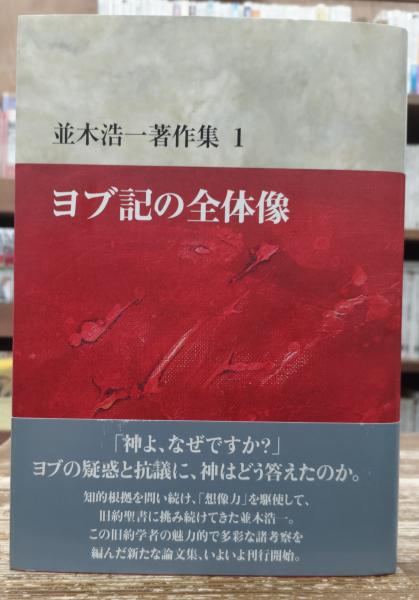 並木浩一著作集 1
ヨブ記の全体像
「神よ、なぜですか?」
ヨブの疑惑と抗議に、神はどう答えたのか。
知的根拠を問い続け、「想像力」を駆使して、
旧約聖書に挑み続けてきた並木浩一。
この旧約学者の魅力的で多彩な諸考察を
編んだ新たな論文集、いよいよ刊行開始。